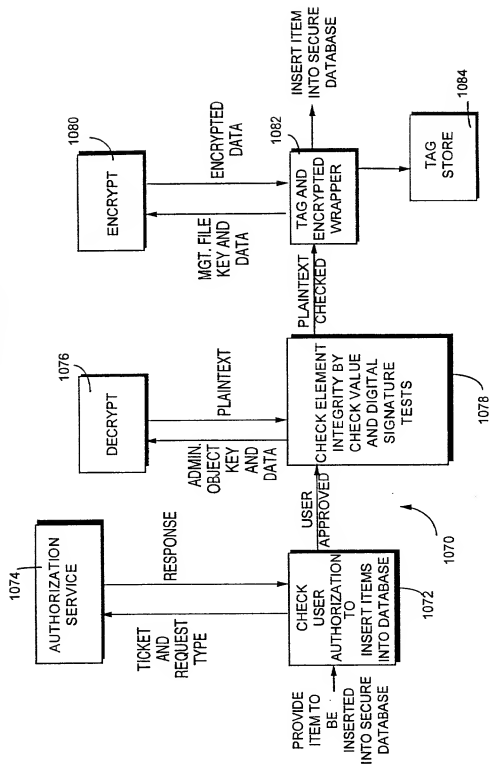 1074
AUTHORIZATION
SERVICE
TICKET
AND
REQUEST
TYPE
RESPONSE
PROVIDE
ITEM TO
BE
INSERTED
INTO SECURE
DATABASE
CHECK
USER
AUTHORIZATION
TO
INSERT ITEMS
INTO DATABASE
1072
USER
APPROVED
1070
1076
DECRYPT
ADMIN.
OBJECT
KEY
AND
DATA
PLAINTEXT
CHECK ELEMENT
INTEGRITY BY
CHECK VALUE
AND DIGITAL
SIGNATURE
TESTS
1078
PLAINTEXT
CHECKED
1080
ENCRYPT
MGT. FILE
KEY AND
DATA
ENCRYPTED
DATA
1082
TAG AND
ENCRYPTED
WRAPPER
INSERT ITEM
INTO SECURE
DATABASE
TAG
STORE
1084